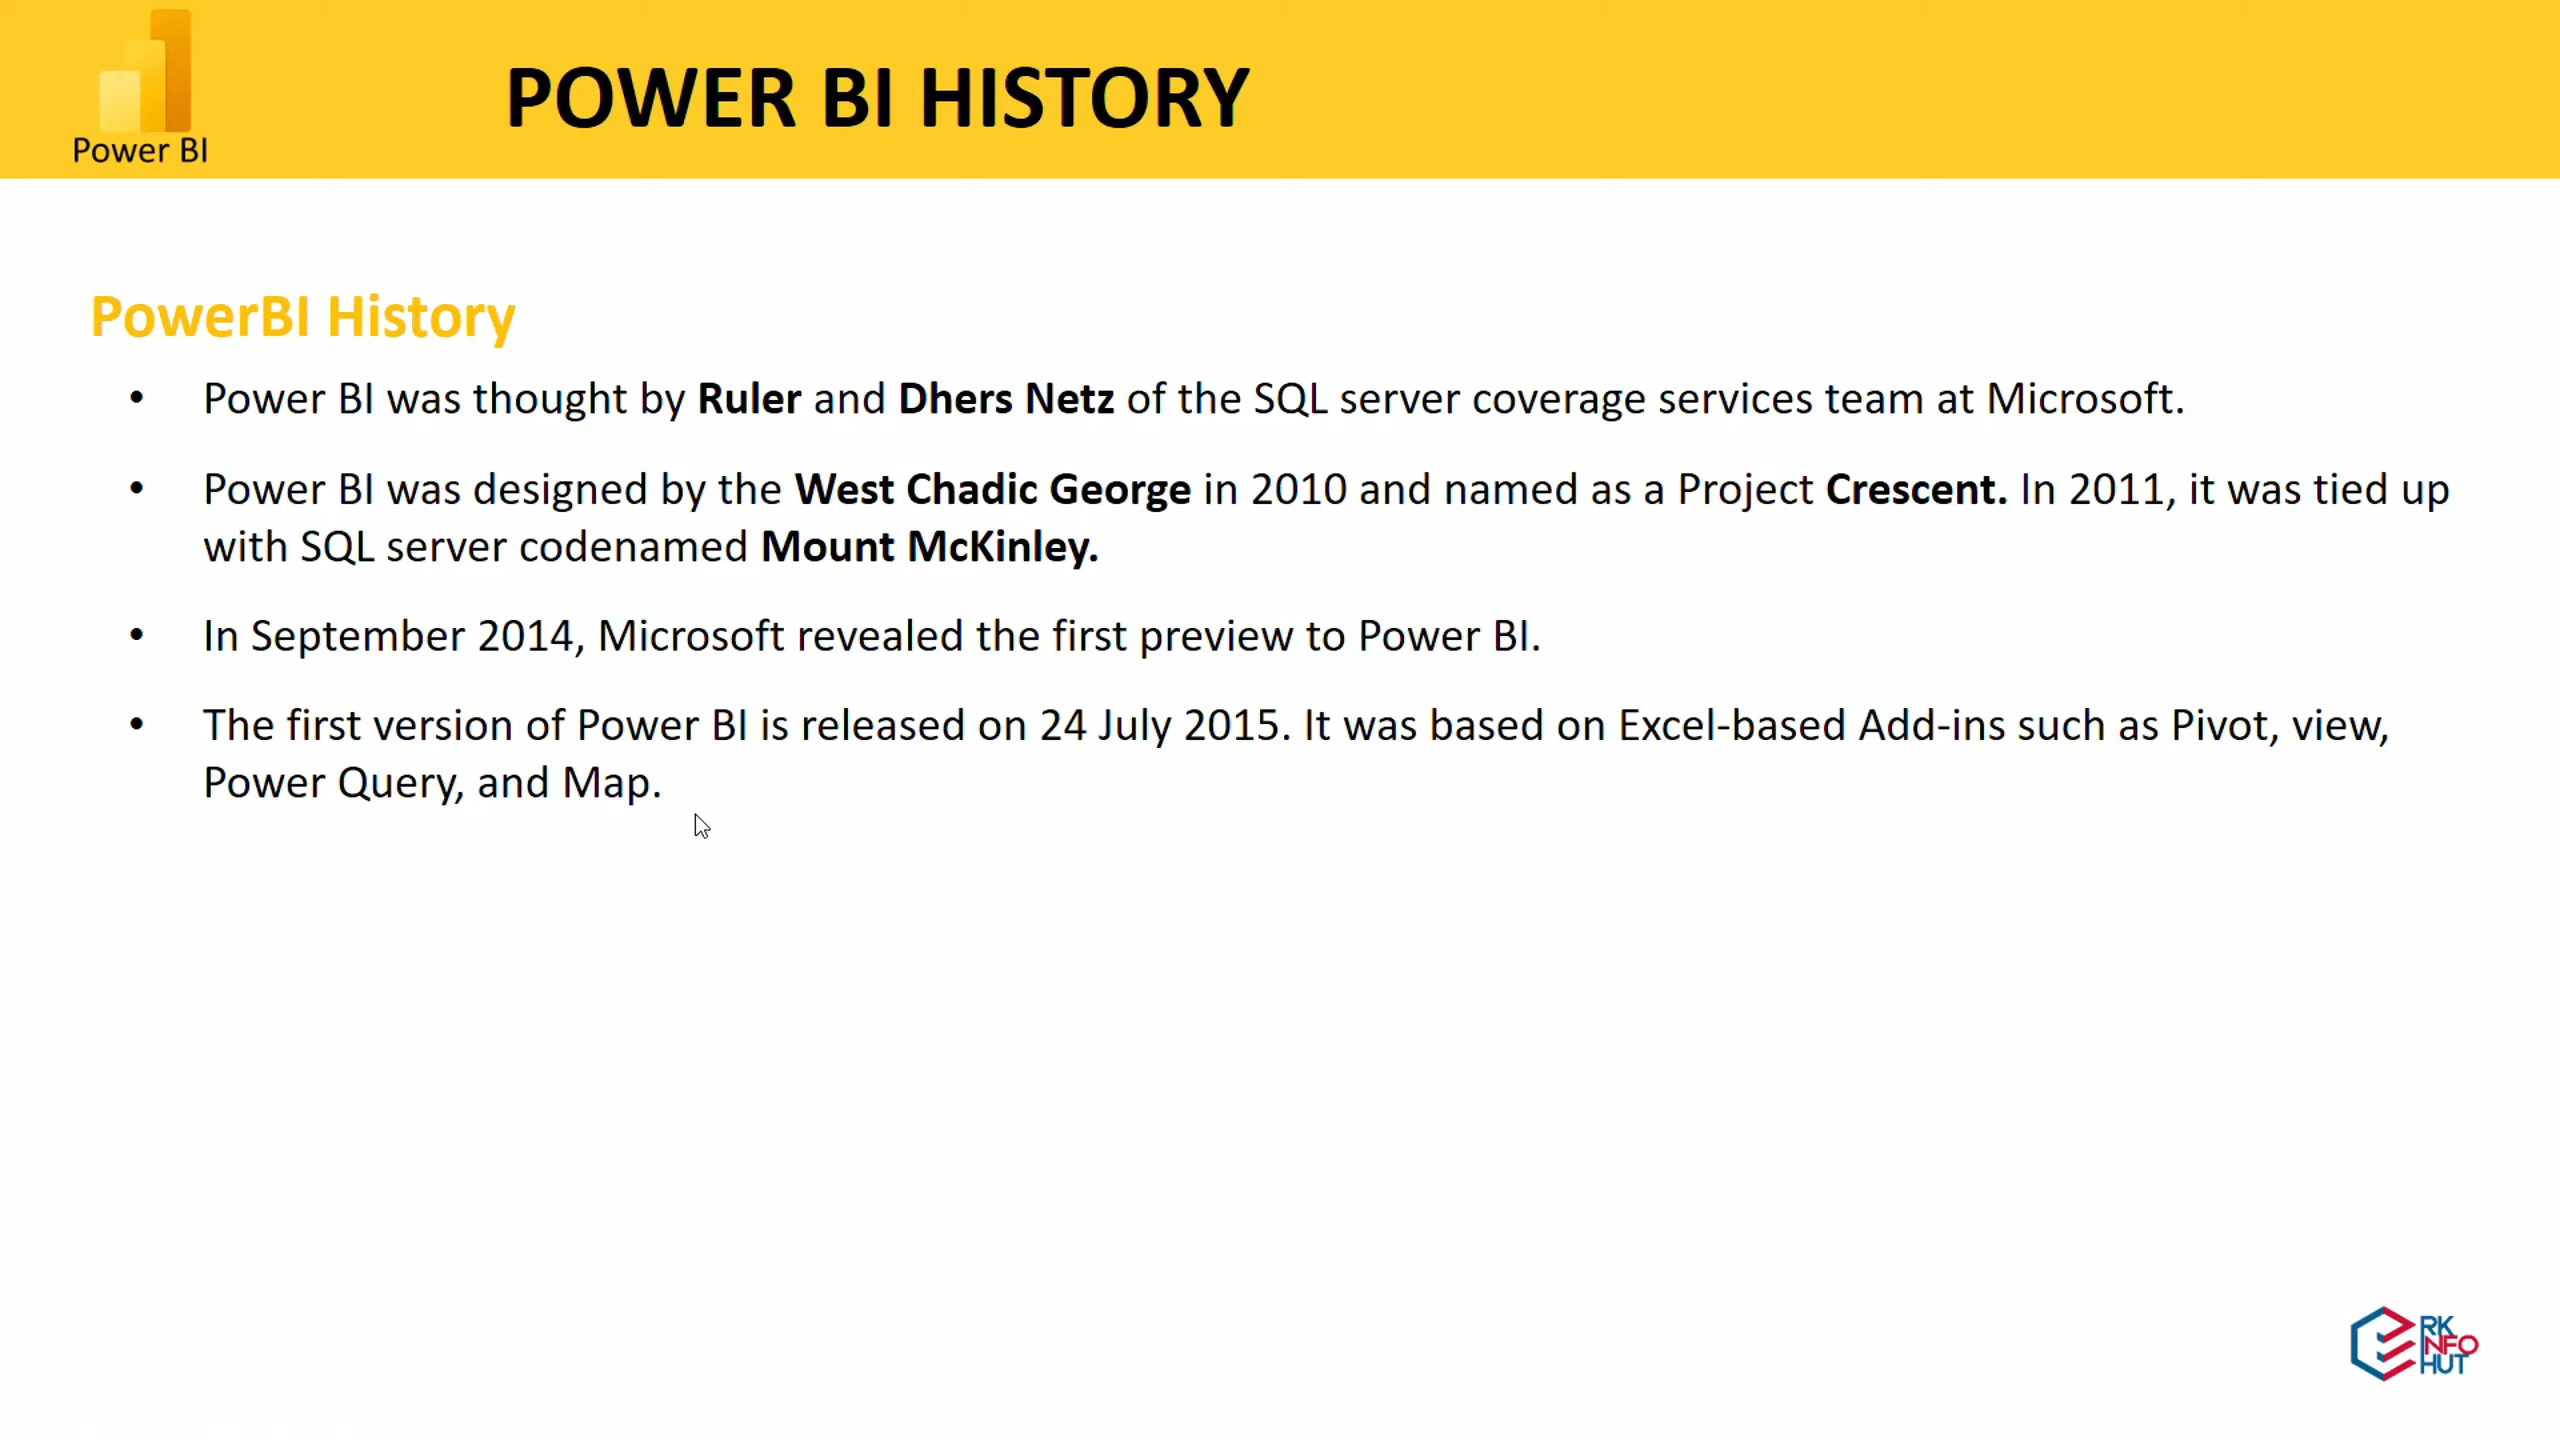 Power BI
POWER BI HISTORY
PowerBI History
• Power BI was thought by Ruler and Dhers Netz of the SQL server coverage services team at Microsoft.
• Power BI was designed by the West Chadic George in 2010 and named as a Project Crescent. In 2011, it was tied up
with SQL server codenamed Mount McKinley.
• In September 2014, Microsoft revealed the first preview to Power BI.
• The first version of Power BI is released on 24 July 2015. It was based on Excel-based Add-ins such as Pivot, view,
Power Query, and Map.
RK
INFO
HUT